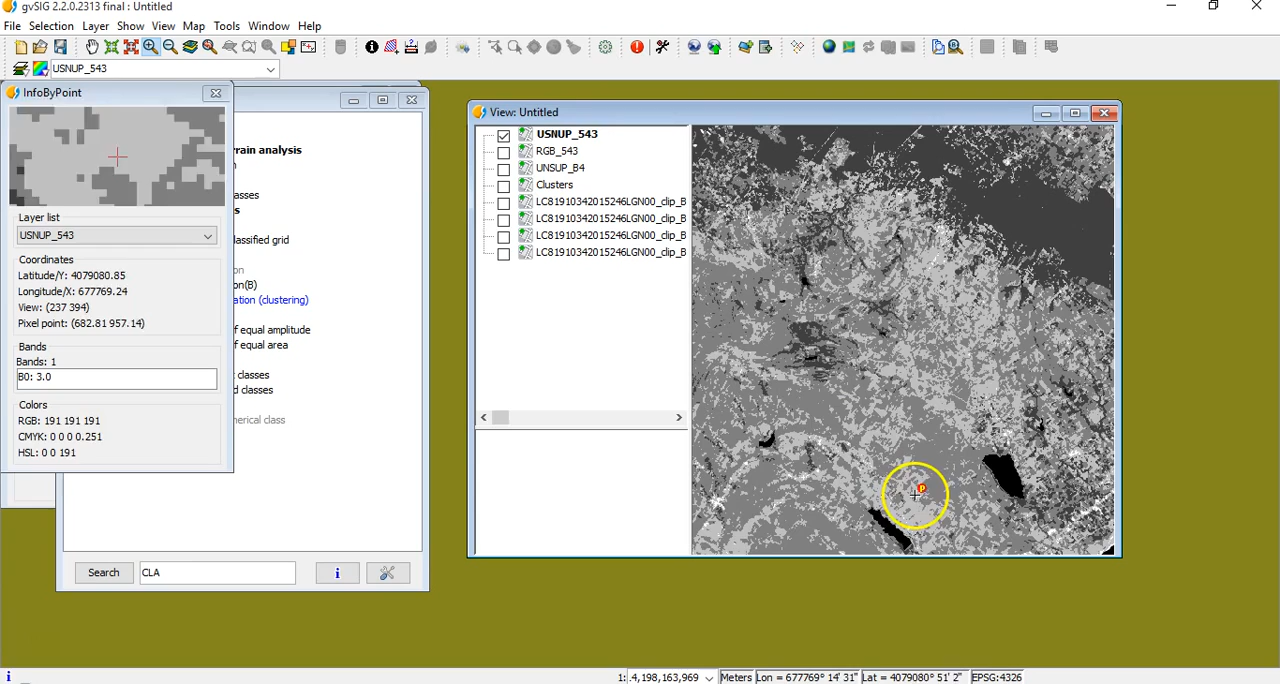 gvSIG 2.2.0.2313 final : Untitled
File Selection Layer Show View Map Tools Window Help
USNUP_543
InfoByPoint
Layer list
USNUP_543
Coordinates
Latitude/Y: 4079080.85
Longitude/X: 677769.24
View: (237 394)
Pixel point: (682.81 957.14)
Bands
Bands: 1
B0: 3.0
Colors
RGB: 191 191 191
CMYK: 0 0 0 0.251
HSL: 0 0 191
rrain analysis
asses
s
lassified grid
on
on(B)
ation (clustering)
f equal amplitude
f equal area
t classes
d classes
herical class
Search CLA
View: Untitled
USNUP_543
RGB_543
UNSUP_B4
Clusters
LC81910342015246LGN00_clip_B
LC81910342015246LGN00_clip_B
LC81910342015246LGN00_clip_B
LC81910342015246LGN00_clip_B
P
1: .4,198,163,969 Meters Lon = 677769° 14' 31" Lat = 4079080° 51' 2" EPSG:4326